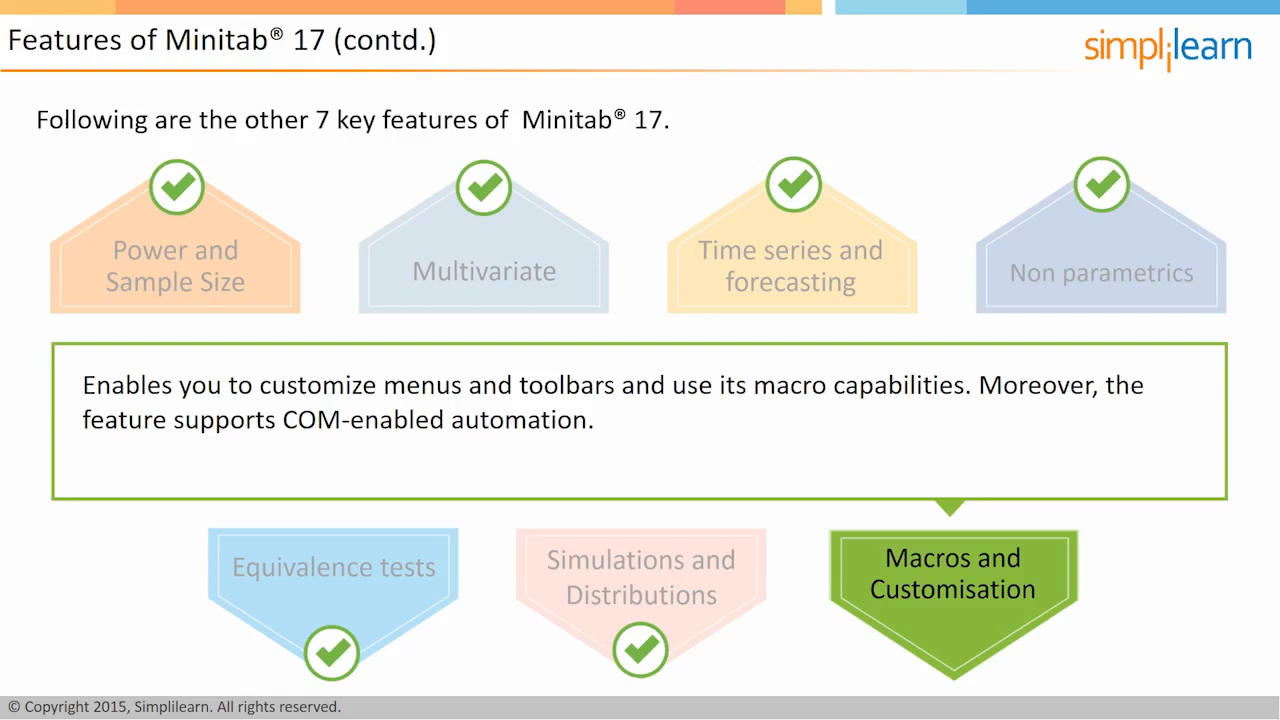 Features of Minitab® 17 (contd.)
simplilearn
Following are the other 7 key features of  Minitab® 17.
Power and
Sample Size
Multivariate
Time series and
forecasting
Non parametrics
Enables you to customize menus and toolbars and use its macro capabilities. Moreover, the
feature supports COM-enabled automation.
Equivalence tests
Simulations and
Distributions
Macros and
Customisation
© Copyright 2015, Simplilearn. All rights reserved.